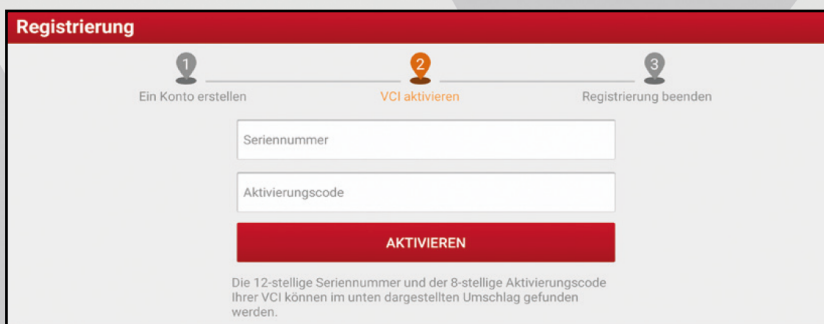 Registrierung
1 2 3
Ein Konto erstellen VCI aktivieren Registrierung beenden
Seriennummer
Aktivierungscode
AKTIVIEREN
Die 12-stellige Seriennummer und der 8-stellige Aktivierungscode
Ihrer VCI können im unten dargestellten Umschlag gefunden
werden.